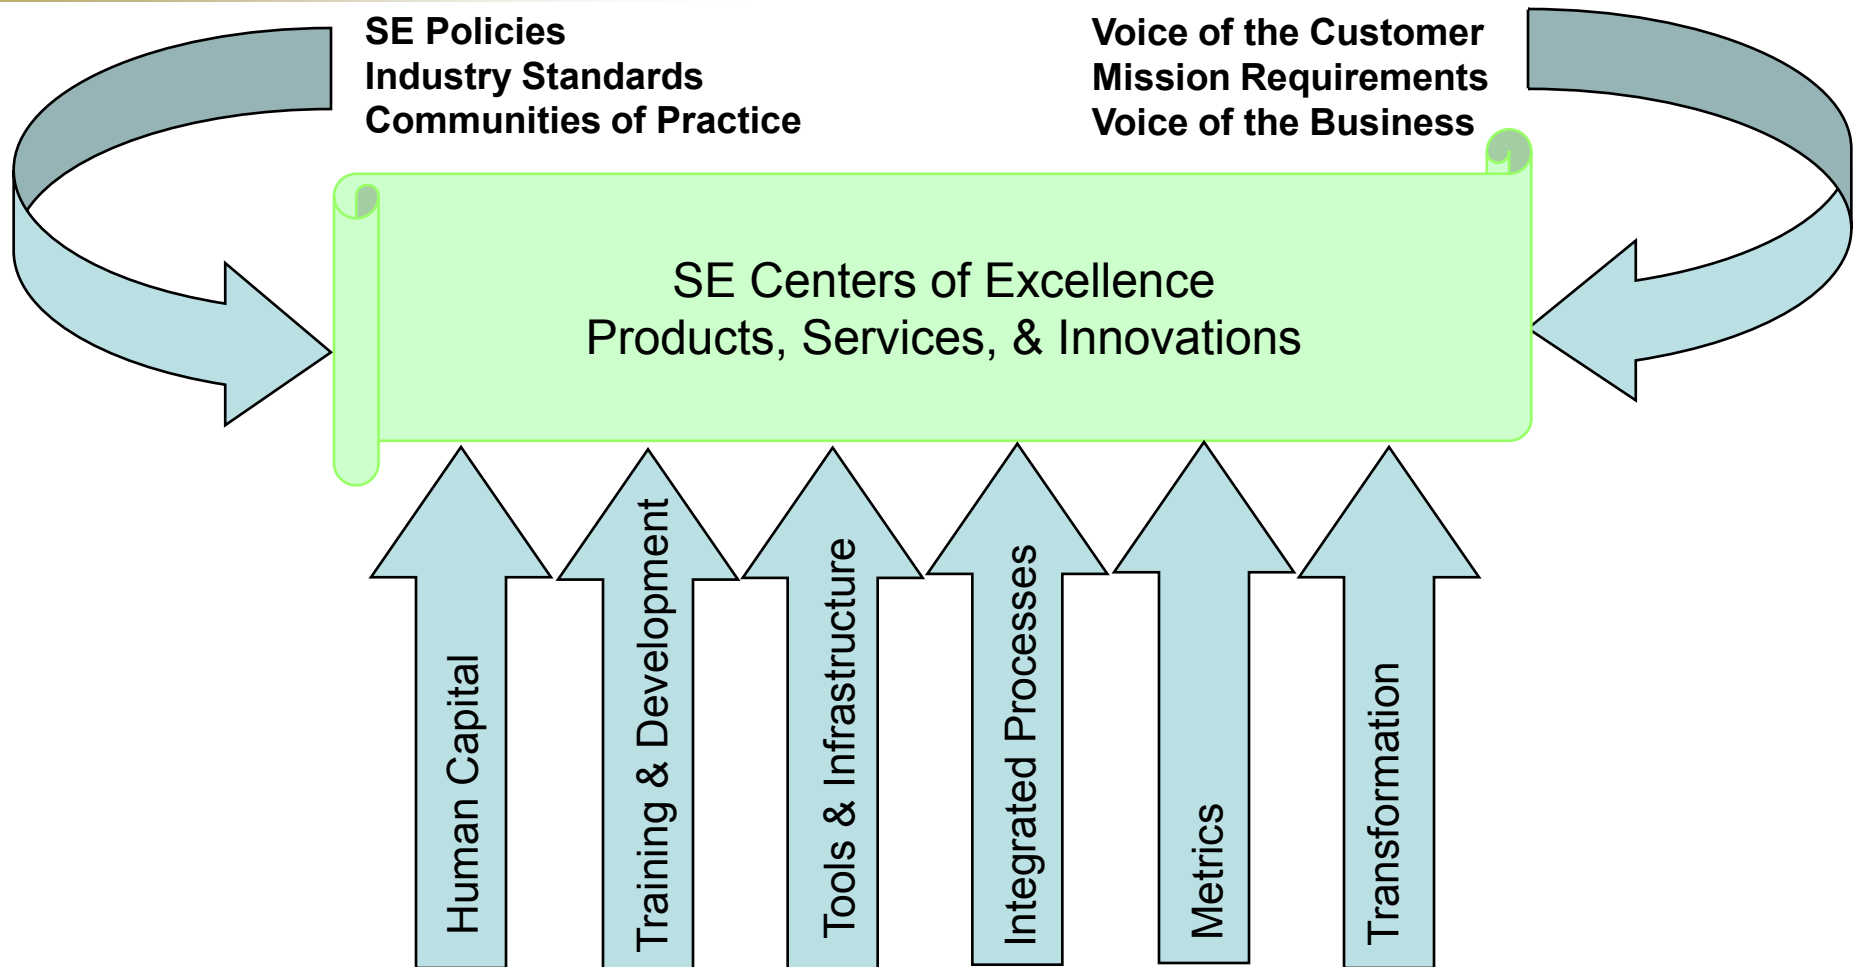 SE Policies
Industry Standards
Communities of Practice
Voice of the Customer
Mission Requirements
Voice of the Business
SE Centers of Excellence
Products, Services, & Innovations
Human Capital
Training & Development
Tools & Infrastructure
Integrated Processes
Metrics
Transformation